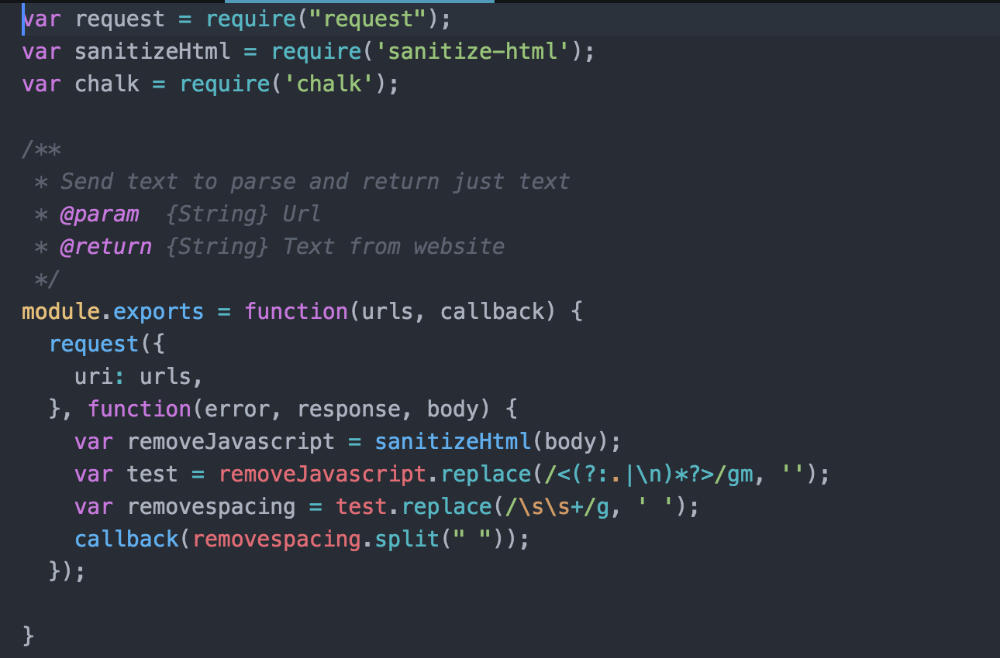 var request = require("request");
var sanitizeHtml = require('sanitize-html');
var chalk = require('chalk');

/**
 * Send text to parse and return just text
 * @param  {String} Url
 * @return {String} Text from website
 */
module.exports = function(urls, callback) {
  request({
    uri: urls,
  }, function(error, response, body) {
    var removeJavascript = sanitizeHtml(body);
    var test = removeJavascript.replace(/<(?:.|\n)*?>/gm, '');
    var removespacing = test.replace(/\s\s+/g, ' ');
    callback(removespacing.split(" "));
  });

}